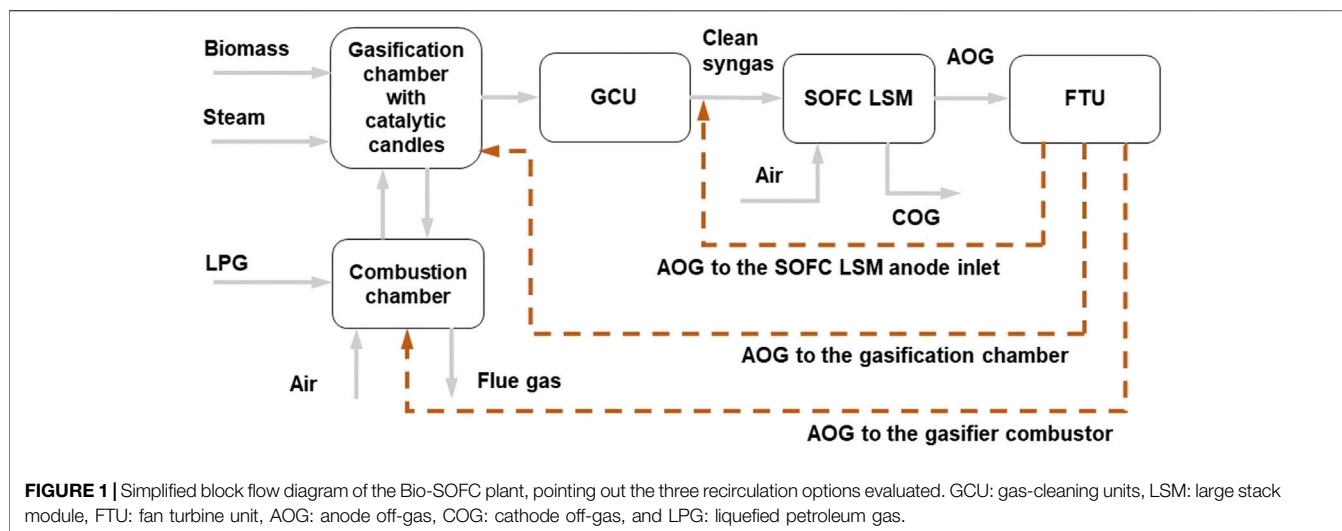 Biomass
Steam
Gasification
chamber
with
catalytic
candles
GCU
Clean
syngas
SOFC LSM
AOG
FTU
Air
COG
LPG
Combustion
chamber
AOG to the SOFC LSM anode inlet
AOG to the gasification chamber
Air
Flue gas
AOG to the gasifier combustor
FIGURE 1 | Simplified block flow diagram of the Bio-SOFC plant, pointing out the three recirculation options evaluated. GCU: gas-cleaning units, LSM: large stack
module, FTU: fan turbine unit, AOG: anode off-gas, COG: cathode off-gas, and LPG: liquefied petroleum gas.